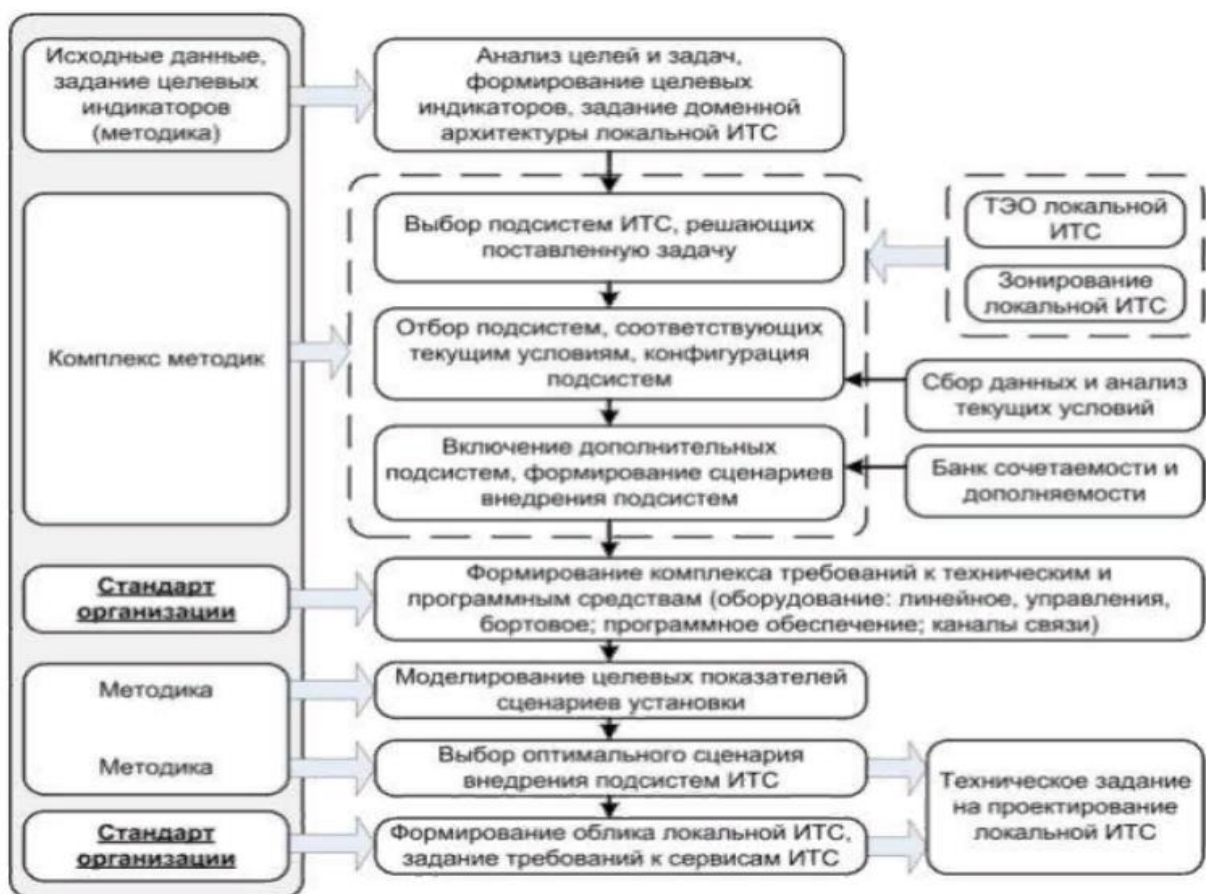 Исходные данные,
задание целевых
индикаторов
(методика)
Анализ целей и задач,
формирование целевых
индикаторов, задание доменной
архитектуры локальной ИТС
Комплекс методик
Выбор подсистем ИТС, решающих
поставленную задачу
ТЭО локальной
ИТС
Зонирование
локальной ИТС
Отбор подсистем, соответствующих
текущим условиям, конфигурация
подсистем
Сбор данных и анализ
текущих условий
Включение дополнительных
подсистем, формирование сценариев
внедрения подсистем
Банк сочетаемости и
дополняемости
Стандарт
организации
Формирование комплекса требований к техническим и
программным средствам (оборудование: линейное, управления,
бортовое; программное обеспечение; каналы связи)
Методика
Моделирование целевых показателей
сценариев установки
Методика
Выбор оптимального сценария
внедрения подсистем ИТС
Техническое задание
на проектирование
локальной ИТС
Стандарт
организации
Формирование облика локальной ИТС,
задание требований к сервисам ИТС